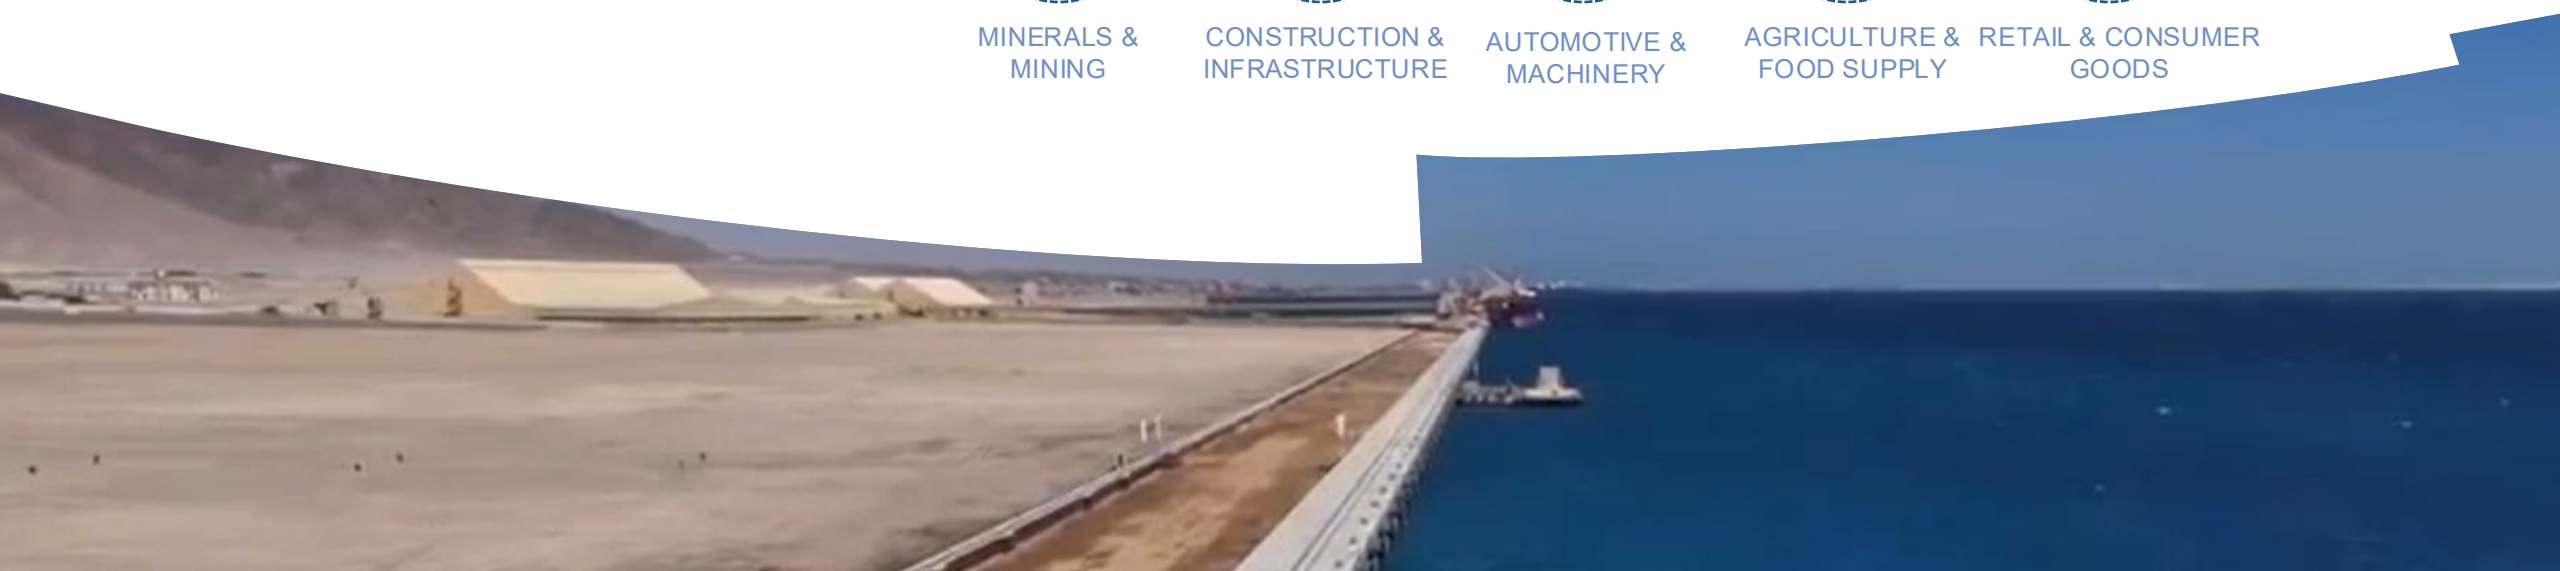 MINERALS &
MINING
CONSTRUCTION &
INFRASTRUCTURE
AUTOMOTIVE &
MACHINERY
AGRICULTURE &
FOOD SUPPLY
RETAIL & CONSUMER
GOODS